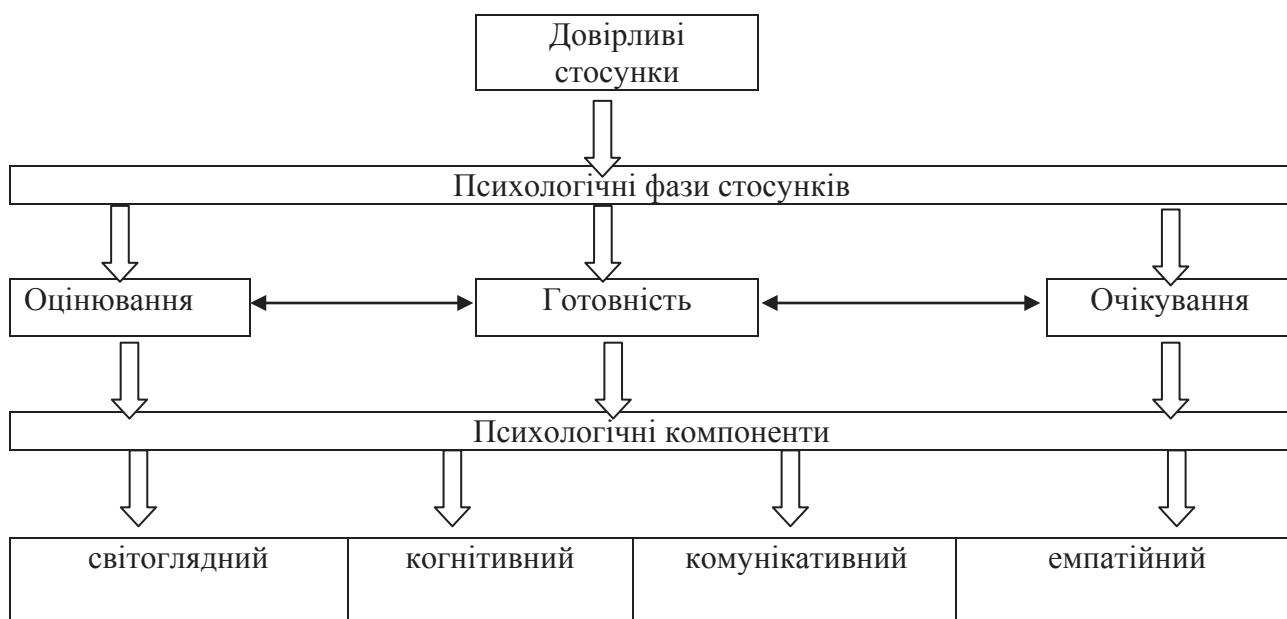 Довірливі
стосунки
Психологічні фази стосунків
Оцінювання
Готовність
Очікування
Психологічні компоненти
світоглядний
когнітивний
комунікативний
емпатійний